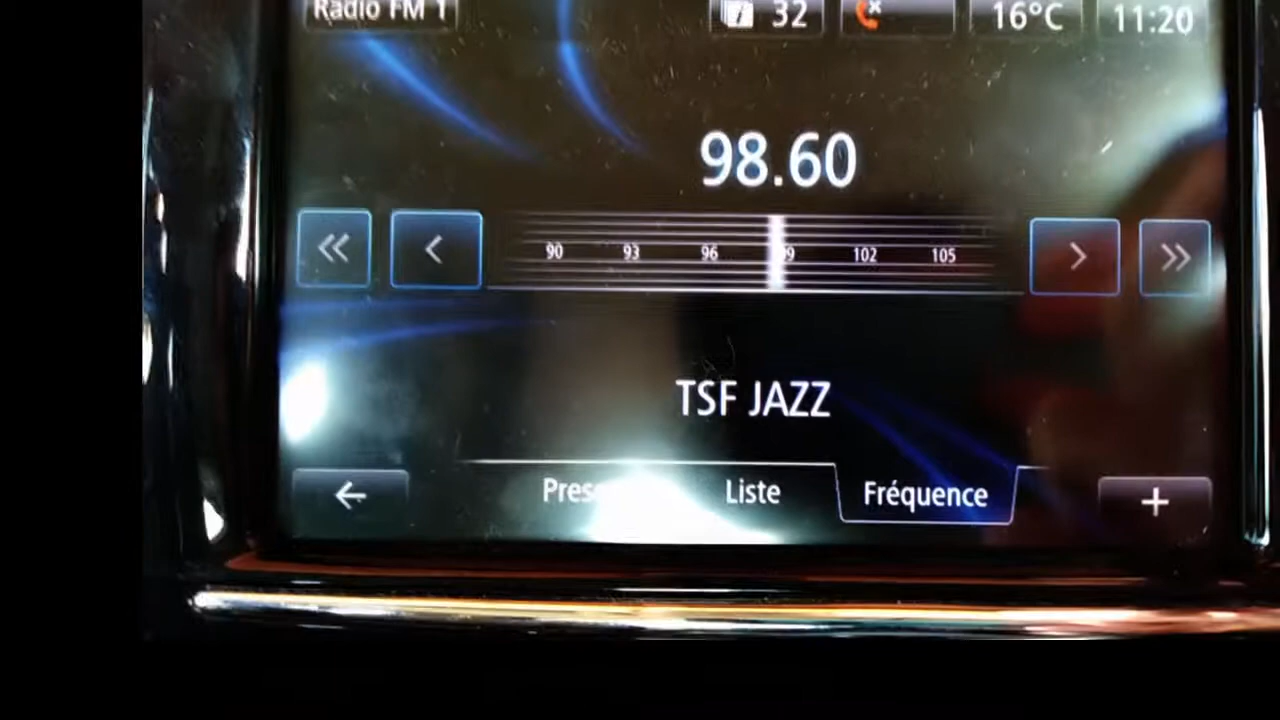 Radio FM 1 32 16°C 11:20
98.60
90 93 96 99 102 105
TSF JAZZ
Liste Fréquence